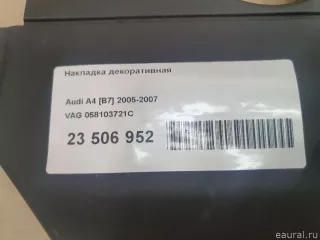 Накладка декоративная
Audi A4 [B7] 2005-2007
VAG 058103721C
23 506 952
eaural.ru